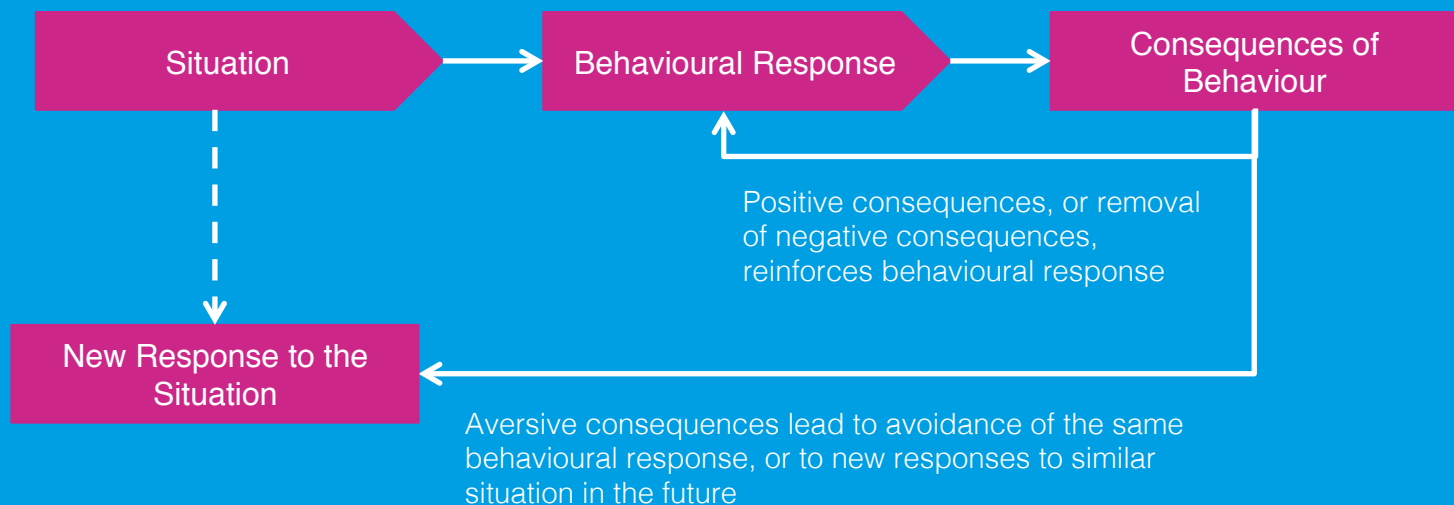 Situation
Behavioural Response
Consequences of
Behaviour
Positive consequences, or removal
of negative consequences,
reinforces behavioural response
New Response to the
Situation
Aversive consequences lead to avoidance of the same
behavioural response, or to new responses to similar
situation in the future